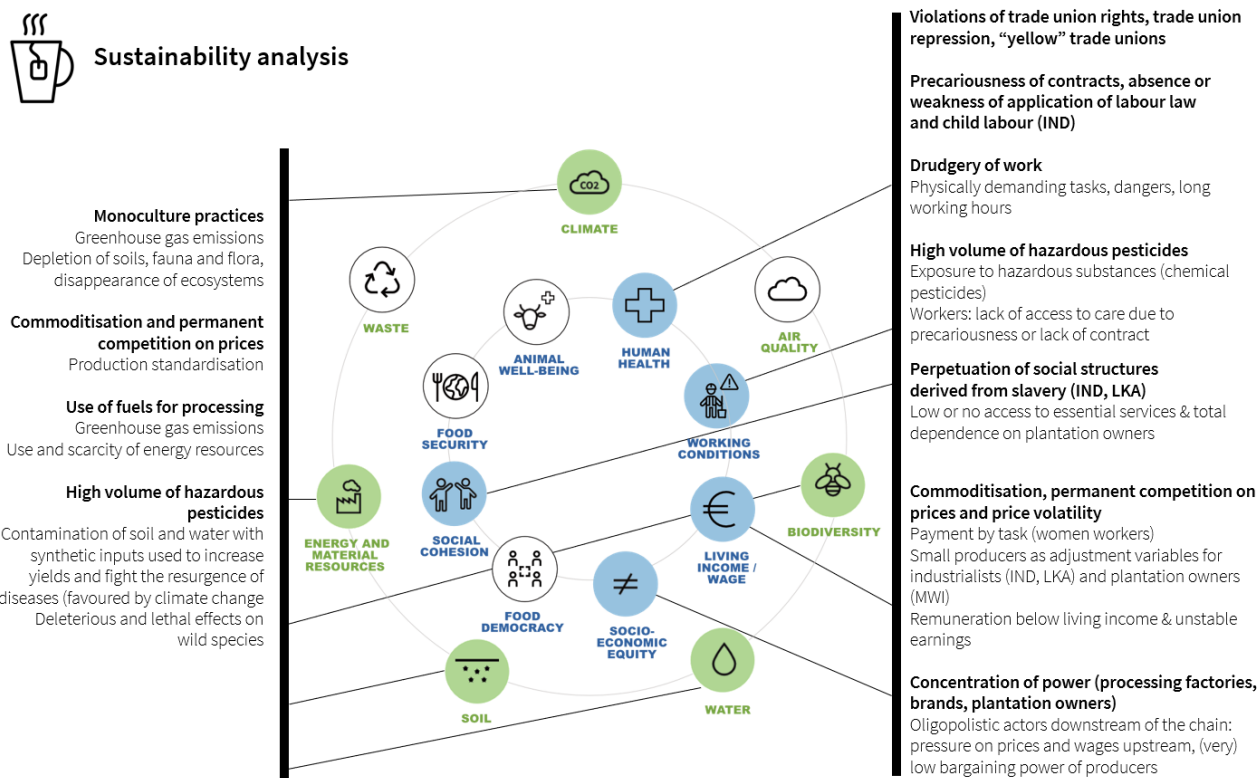 Sustainability analysis
Monoculture practices
Greenhouse gas emissions
Depletion of soils, fauna and flora,
disappearance of ecosystems
Commoditisation and permanent
competition on prices
Production standardisation
Use of fuels for processing
Greenhouse gas emissions
Use and scarcity of energy resources
High volume of hazardous
pesticides
Contamination of soil and water with
synthetic inputs used to increase
yields and fight the resurgence of
diseases (favoured by climate change
Deleterious and lethal effects on
wild species
CO2
CLIMATE
WASTE
ANIMAL
WELL-BEING
HUMAN
HEALTH
AIR
QUALITY
FOOD
SECURITY
WORKING
CONDITIONS
ENERGY AND
MATERIAL
RESOURCES
SOCIAL
COHESION
LIVING
INCOME /
WAGE
BIODIVERSITY
FOOD
DEMOCRACY
SOCIO-
ECONOMIC
EQUITY
SOIL
WATER
Violations of trade union rights, trade union
repression, “yellow” trade unions
Precariousness of contracts, absence or
weakness of application of labour law
and child labour (IND)
Drudgery of work
Physically demanding tasks, dangers, long
working hours
High volume of hazardous pesticides
Exposure to hazardous substances (chemical
pesticides)
Workers: lack of access to care due to
precariousness or lack of contract
Perpetuation of social structures
derived from slavery (IND, LKA)
Low or no access to essential services & total
dependence on plantation owners
Commoditisation, permanent competition on
prices and price volatility
Payment by task (women workers)
Small producers as adjustment variables for
industrialists (IND, LKA) and plantation owners
(MWI)
Remuneration below living income & unstable
earnings
Concentration of power (processing factories,
brands, plantation owners)
Oligopolistic actors downstream of the chain:
pressure on prices and wages upstream, (very)
low bargaining power of producers